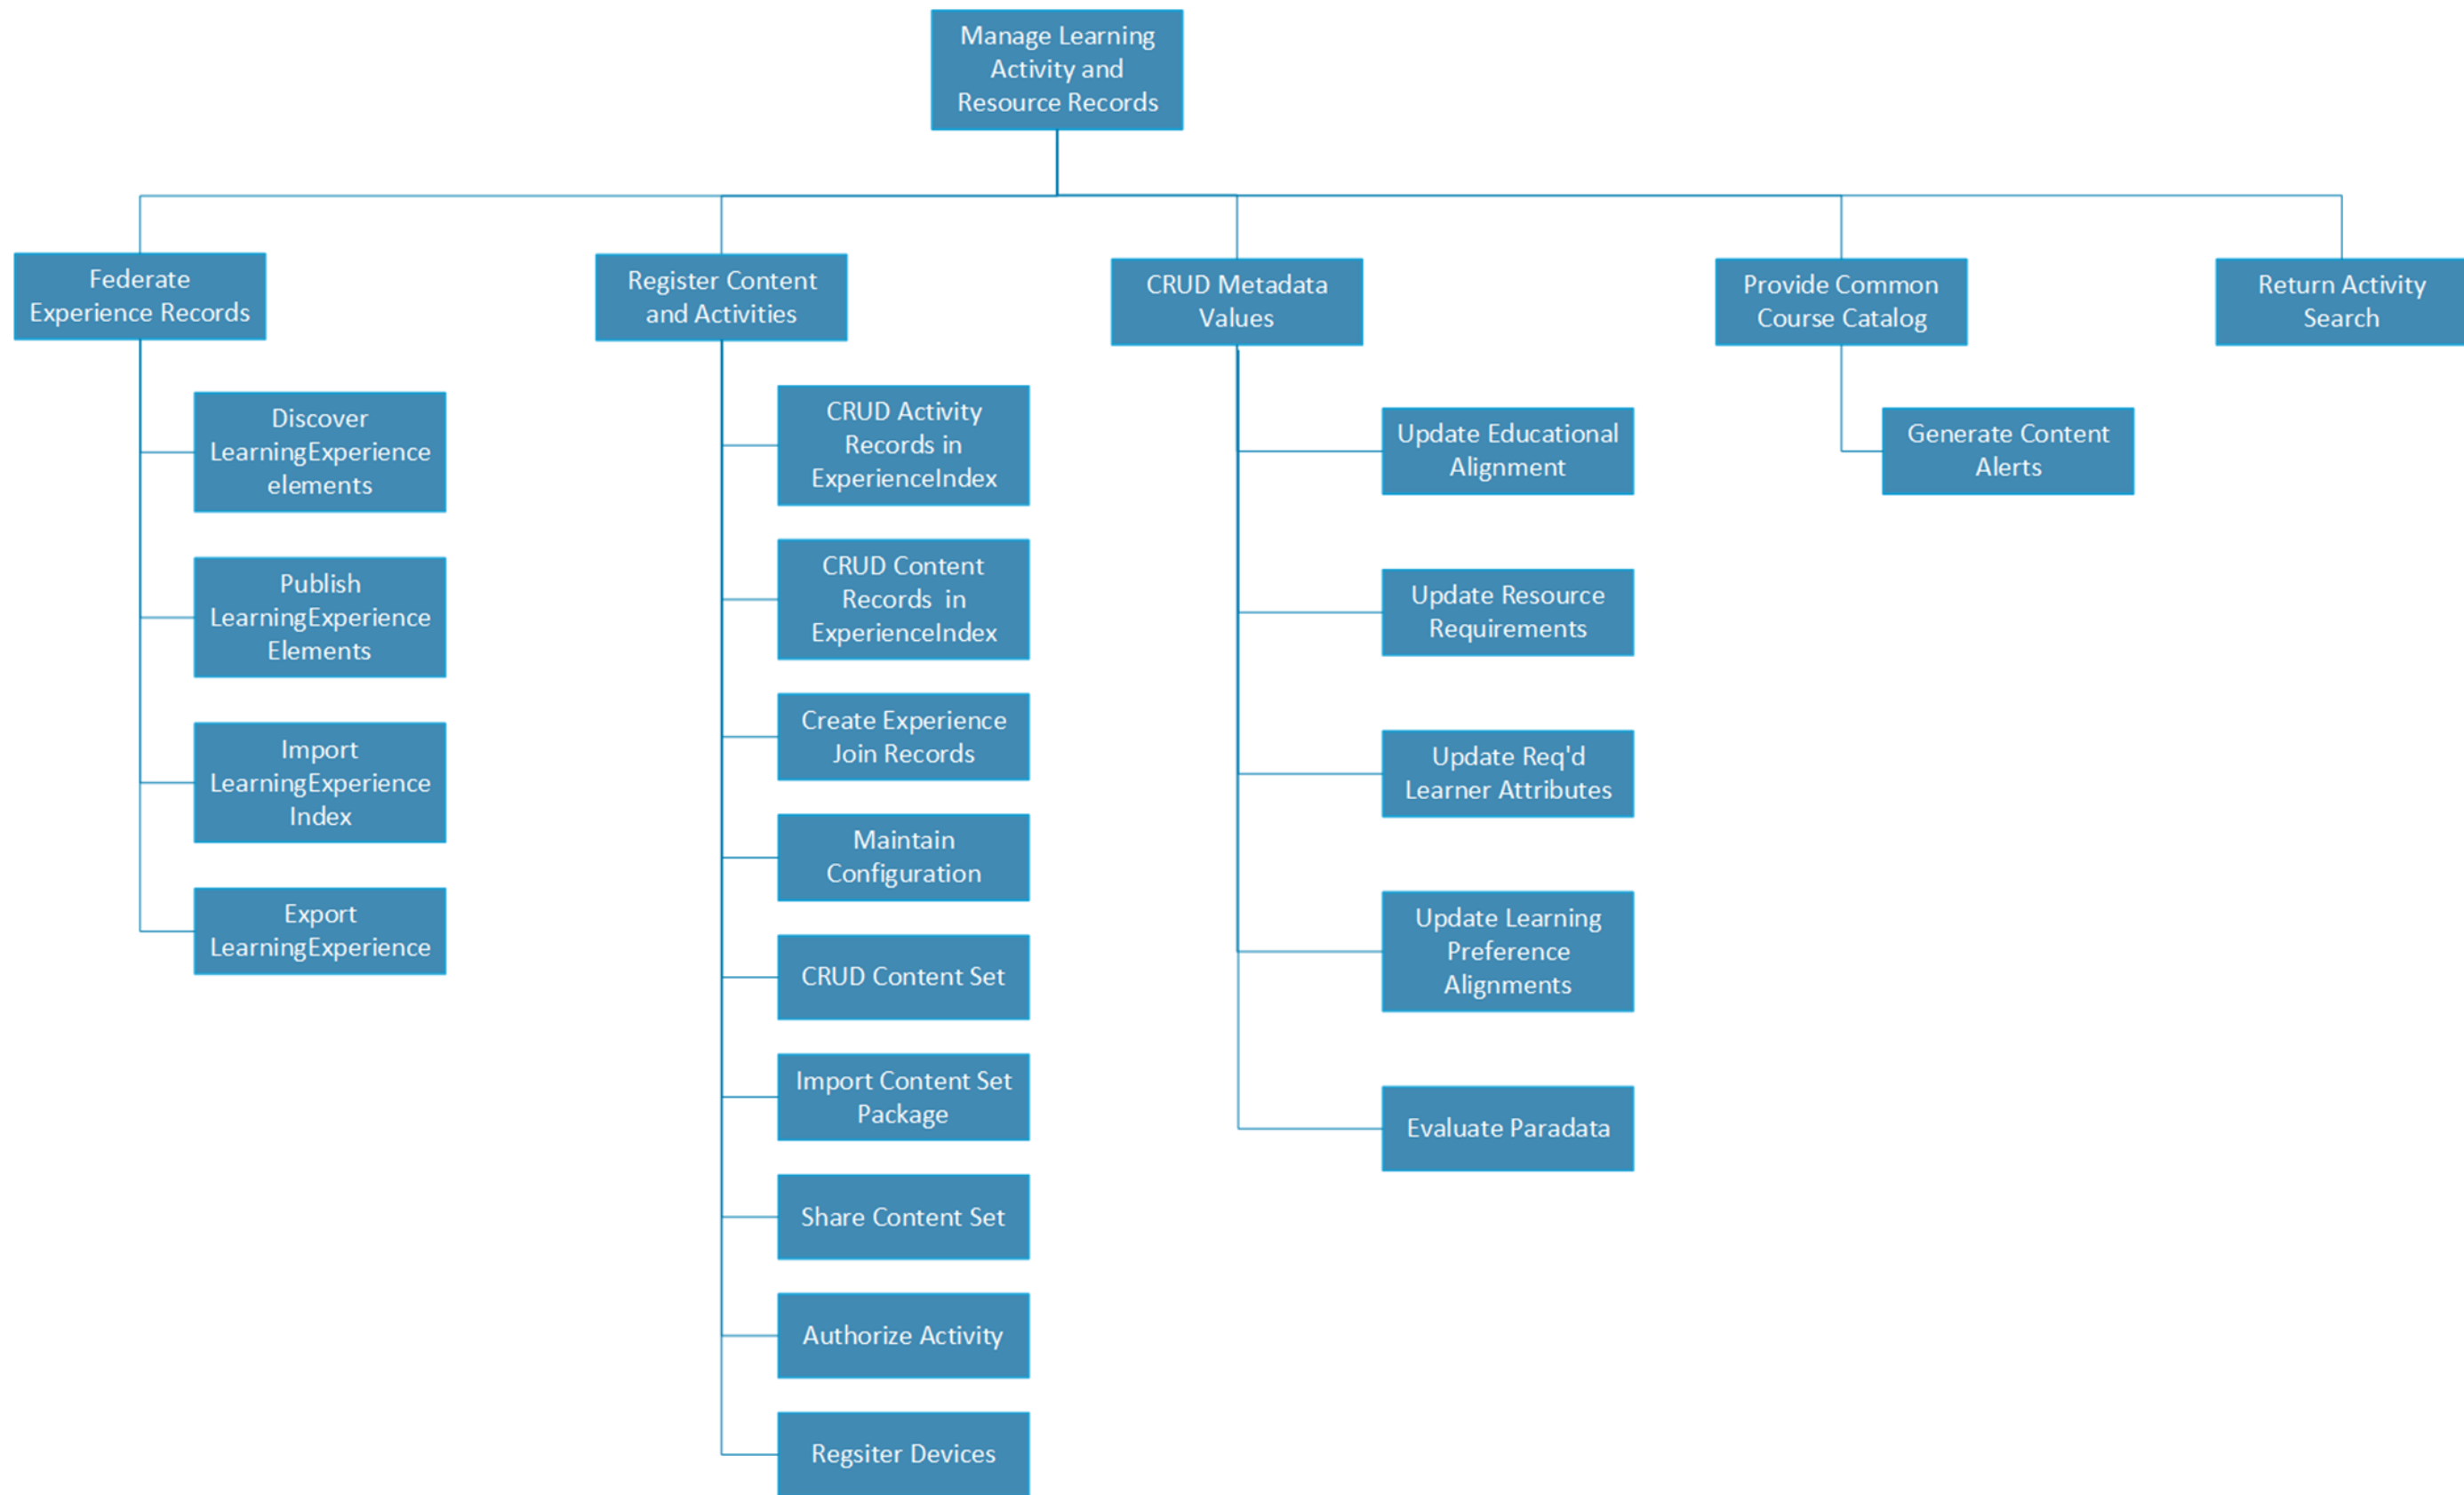 Manage Learning
Activity and
Resource Records
Federate
Experience Records
Register Content
and Activities
CRUD Metadata
Values
Provide Common
Course Catalog
Return Activity
Search
Discover
LearningExperience
elements
Publish
LearningExperience
Elements
Import
LearningExperience
Index
Export
LearningExperience
CRUD Activity
Records in
ExperienceIndex
CRUD Content
Records  in
ExperienceIndex
Create Experience
Join Records
Maintain
Configuration
CRUD Content Set
Import Content Set
Package
Share Content Set
Authorize Activity
Regsiter Devices
Update Educational
Alignment
Update Resource
Requirements
Update Req'd
Learner Attributes
Update Learning
Preference
Alignments
Evaluate Paradata
Generate Content
Alerts